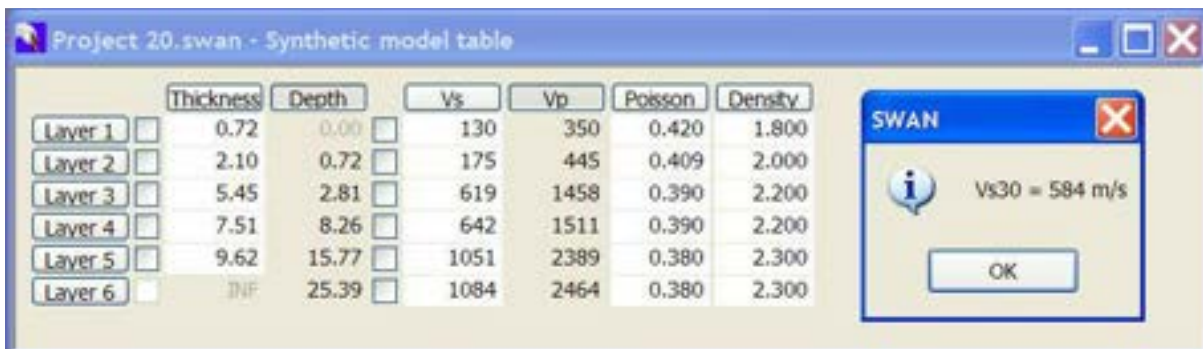 Project 20.swan - Synthetic model table
Thickness Depth Vs Vp Poisson Density
Layer 1 0.72 0.00 130 350 0.420 1.800
Layer 2 2.10 0.72 175 445 0.409 2.000
Layer 3 5.45 2.81 619 1458 0.390 2.200
Layer 4 7.51 8.26 642 1511 0.390 2.200
Layer 5 9.62 15.77 1051 2389 0.380 2.300
Layer 6 INF 25.39 1084 2464 0.380 2.300
SWAN
Vs30 = 584 m/s
OK